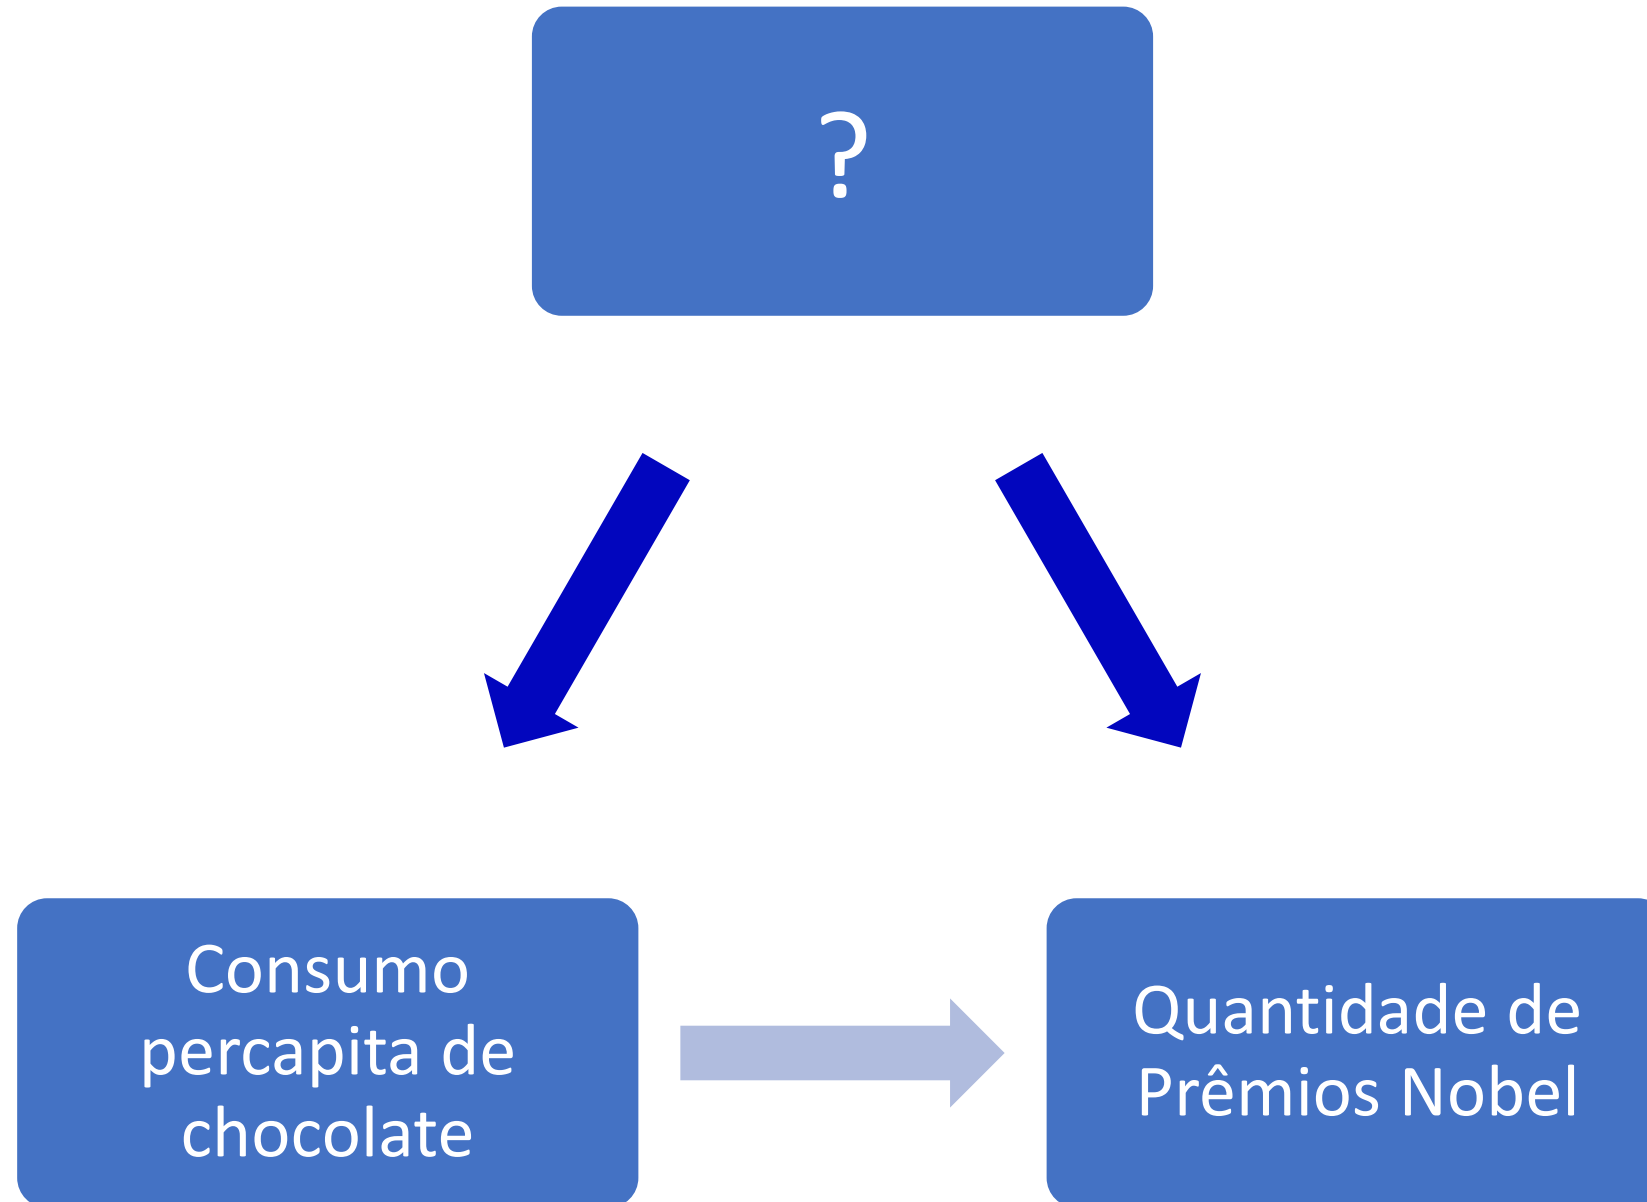 ?
Consumo
percapita de
chocolate
Quantidade de
Prêmios Nobel